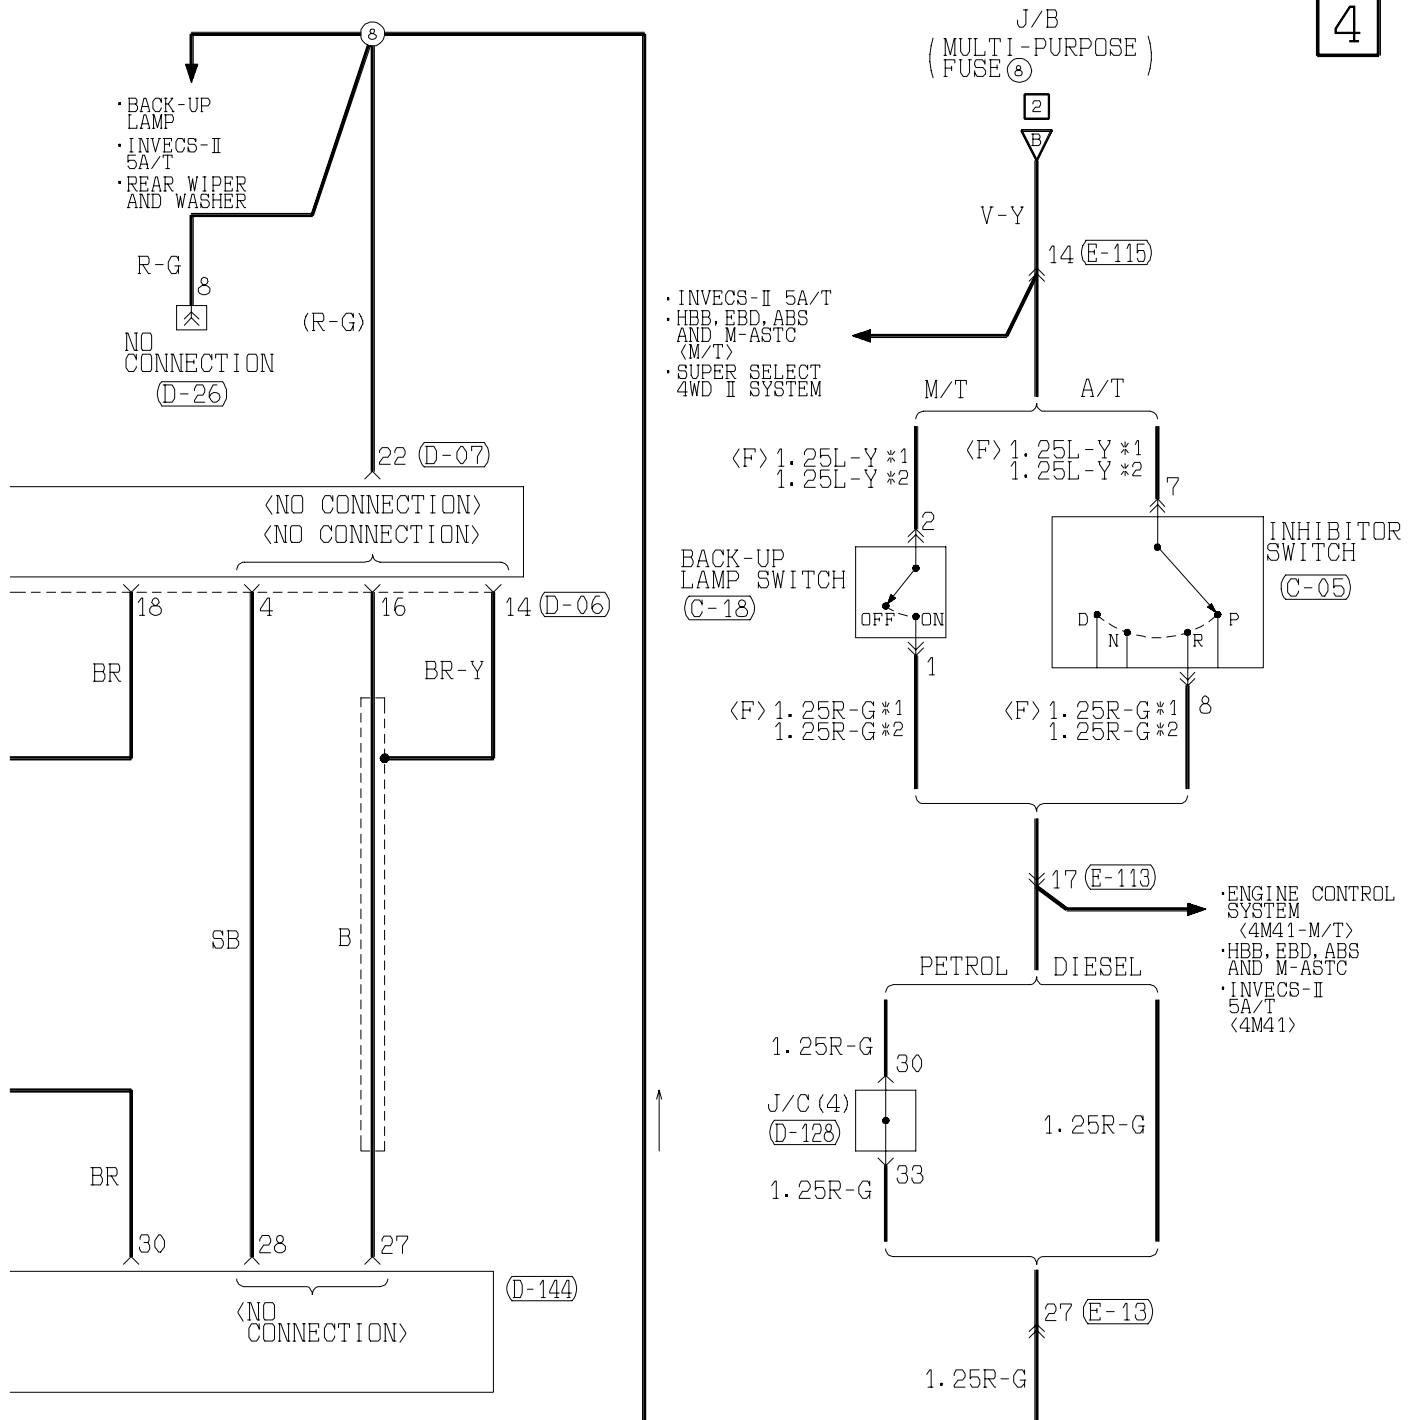 8
·BACK-UP
LAMP
·INVECS-Ⅱ
5A/T
·REAR WIPER
AND WASHER
R-G
8
NO
CONNECTION
(D-26)
(R-G)
22 (D-07)
〈NO CONNECTION〉
〈NO CONNECTION〉
18
4
16
14 (D-06)
BR
BR-Y
SB
B
BR
30
28
27
(D-144)
〈NO
CONNECTION〉
4
J/B
(MULTI-PURPOSE
FUSE 8)
2
B
V-Y
14 (E-115)
·INVECS-Ⅱ 5A/T
·HBB, EBD, ABS
AND M-ASTC
〈M/T〉
·SUPER SELECT
4WD Ⅱ SYSTEM
M/T
A/T
〈F〉1.25L-Y*1
1.25L-Y*2
〈F〉1.25L-Y*1
1.25L-Y*2
2
7
BACK-UP
LAMP SWITCH
(C-18)
OFF
ON
INHIBITOR
SWITCH
(C-05)
D
N
R
P
1
8
〈F〉1.25R-G*1
1.25R-G*2
〈F〉1.25R-G*1
1.25R-G*2
17 (E-113)
·ENGINE CONTROL
SYSTEM
〈4M41-M/T〉
·HBB, EBD, ABS
AND M-ASTC
·INVECS-Ⅱ
5A/T
〈4M41〉
PETROL
DIESEL
1.25R-G
30
J/C(4)
(D-128)
1.25R-G
33
1.25R-G
27 (E-13)
1.25R-G